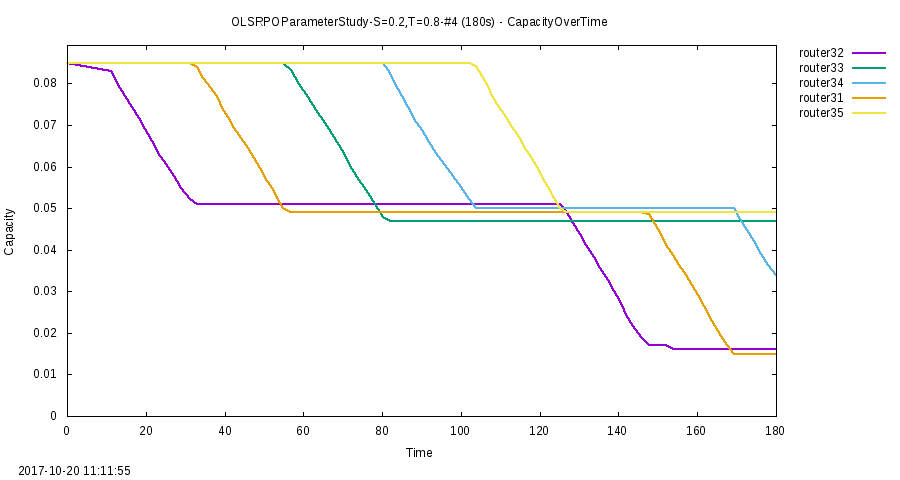 OLSRPOParameterStudy-S=0.2,T=0.8-#4 (180s) - CapacityOverTime
router32
router33
router34
router31
router35
0.08
0.07
0.06
0.05
0.04
0.03
0.02
0.01
0
Capacity
0 20 40 60 80 100 120 140 160 180
Time
2017-10-20 11:11:55